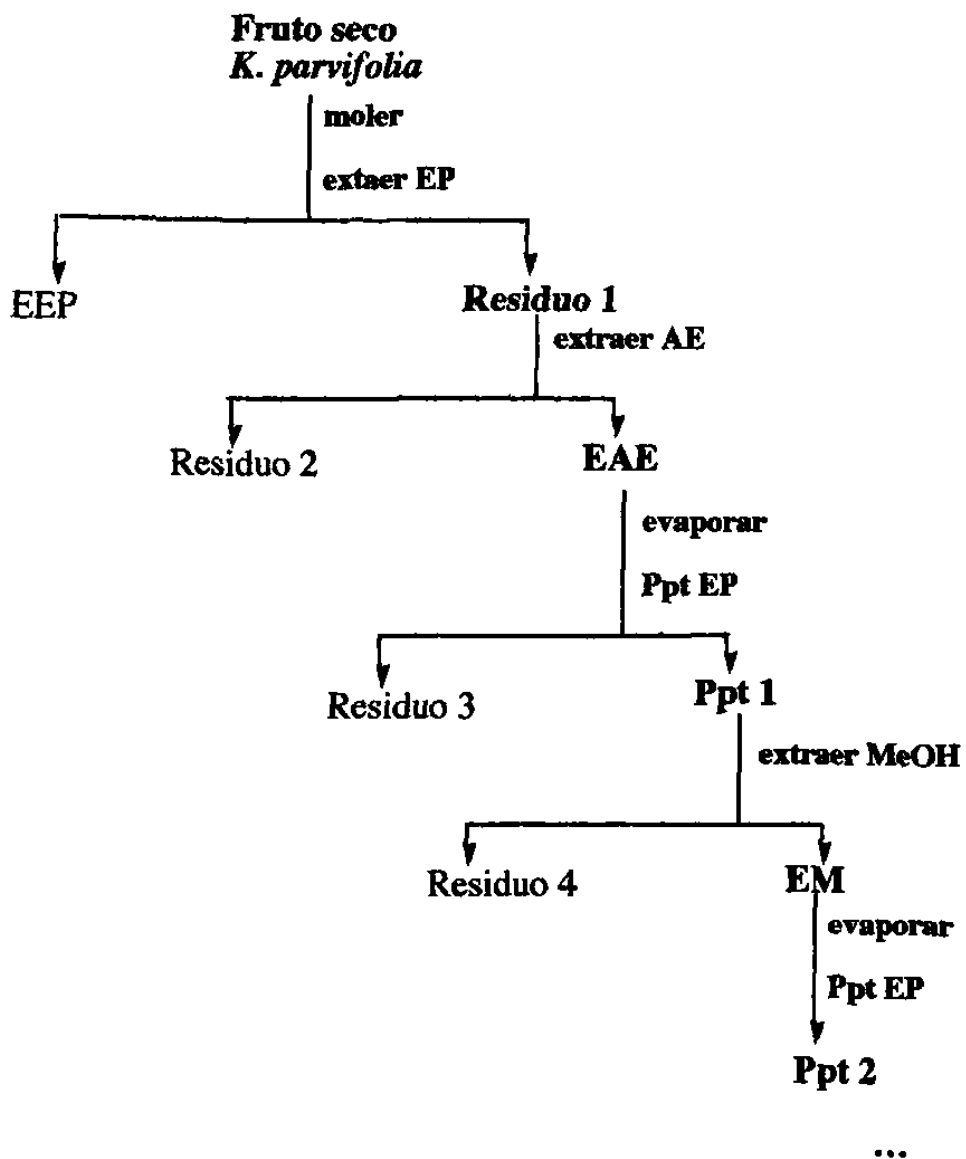 Fruto seco
K. parvifolia
moler
extaer EP
EEP
Residuo 1
extraer AE
Residuo 2
EAE
evaporar
Ppt EP
Residuo 3
Ppt 1
extraer MeOH
Residuo 4
EM
evaporar
Ppt EP
Ppt 2
...